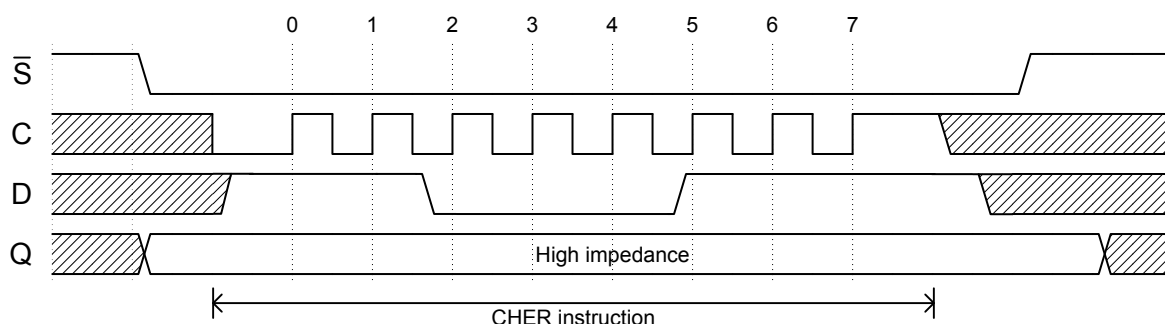 0 1 2 3 4 5 6 7
S̅
C
D
Q High impedance
CHER instruction